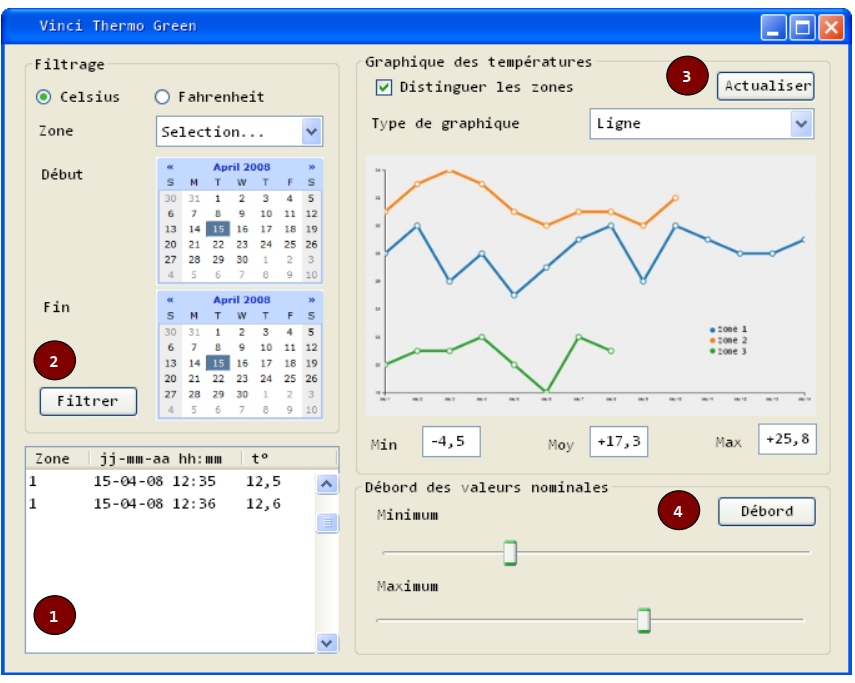 Vinci Thermo Green
Filtrage
Celsius Fahrenheit
Zone Selection...
Début
« April 2008 »
S M T W T F S
30 31 1 2 3 4 5
6 7 8 9 10 11 12
13 14 15 16 17 18 19
20 21 22 23 24 25 26
27 28 29 30 1 2 3
4 5 6 7 8 9 10
Fin
« April 2008 »
S M T W T F S
30 31 1 2 3 4 5
6 7 8 9 10 11 12
13 14 15 16 17 18 19
20 21 22 23 24 25 26
27 28 29 30 1 2 3
4 5 6 7 8 9 10
2
Filtrer
Zone jj-mm-aa hh:mm t°
1 15-04-08 12:35 12,5
1 15-04-08 12:36 12,6
1
Graphique des températures
3
Distinguer les zones
Actualiser
Type de graphique Ligne
zone 1
zone 2
zone 3
Min -4,5 Moy +17,3 Max +25,8
Débord des valeurs nominales
Minimum
4
Débord
Maximum